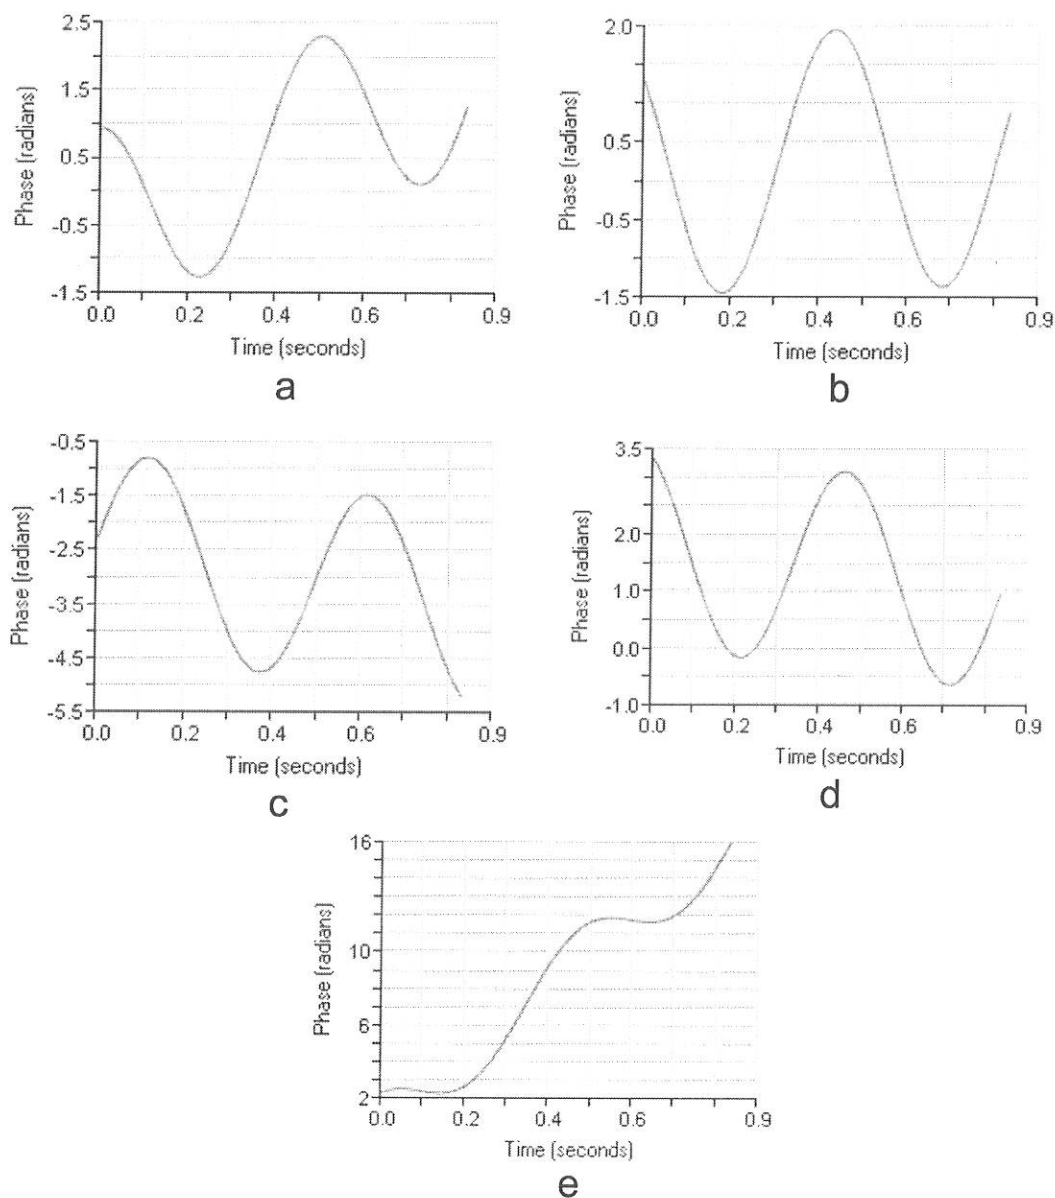 2.5
1.5
0.5
-0.5
-1.5
Phase (radians)
0.0 0.2 0.4 0.6 0.9
Time (seconds)
a
2.0
0.5
-0.5
-1.5
Phase (radians)
0.0 0.2 0.4 0.6 0.9
Time (seconds)
b
-0.5
-1.5
-2.5
-3.5
-4.5
-5.5
Phase (radians)
0.0 0.2 0.4 0.6 0.9
Time (seconds)
c
3.5
2.0
1.0
0.0
-1.0
Phase (radians)
0.0 0.2 0.4 0.6 0.9
Time (seconds)
d
16
10
6
2
Phase (radians)
0.0 0.2 0.4 0.6 0.9
Time (seconds)
e